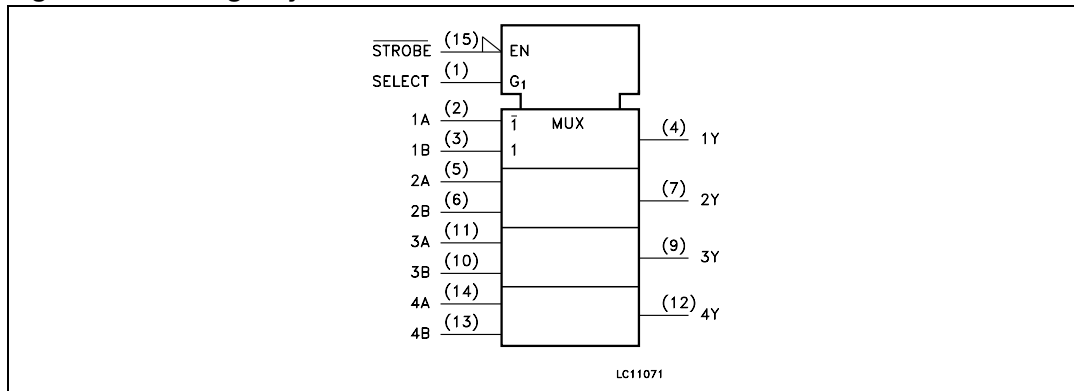 STROBE (15) EN
SELECT (1) G1
1A (2) 1 MUX
(4) 1Y
1B (3) 1
2A (5)
(7) 2Y
2B (6)
3A (11)
(9) 3Y
3B (10)
4A (14)
(12) 4Y
4B (13)
LC11071